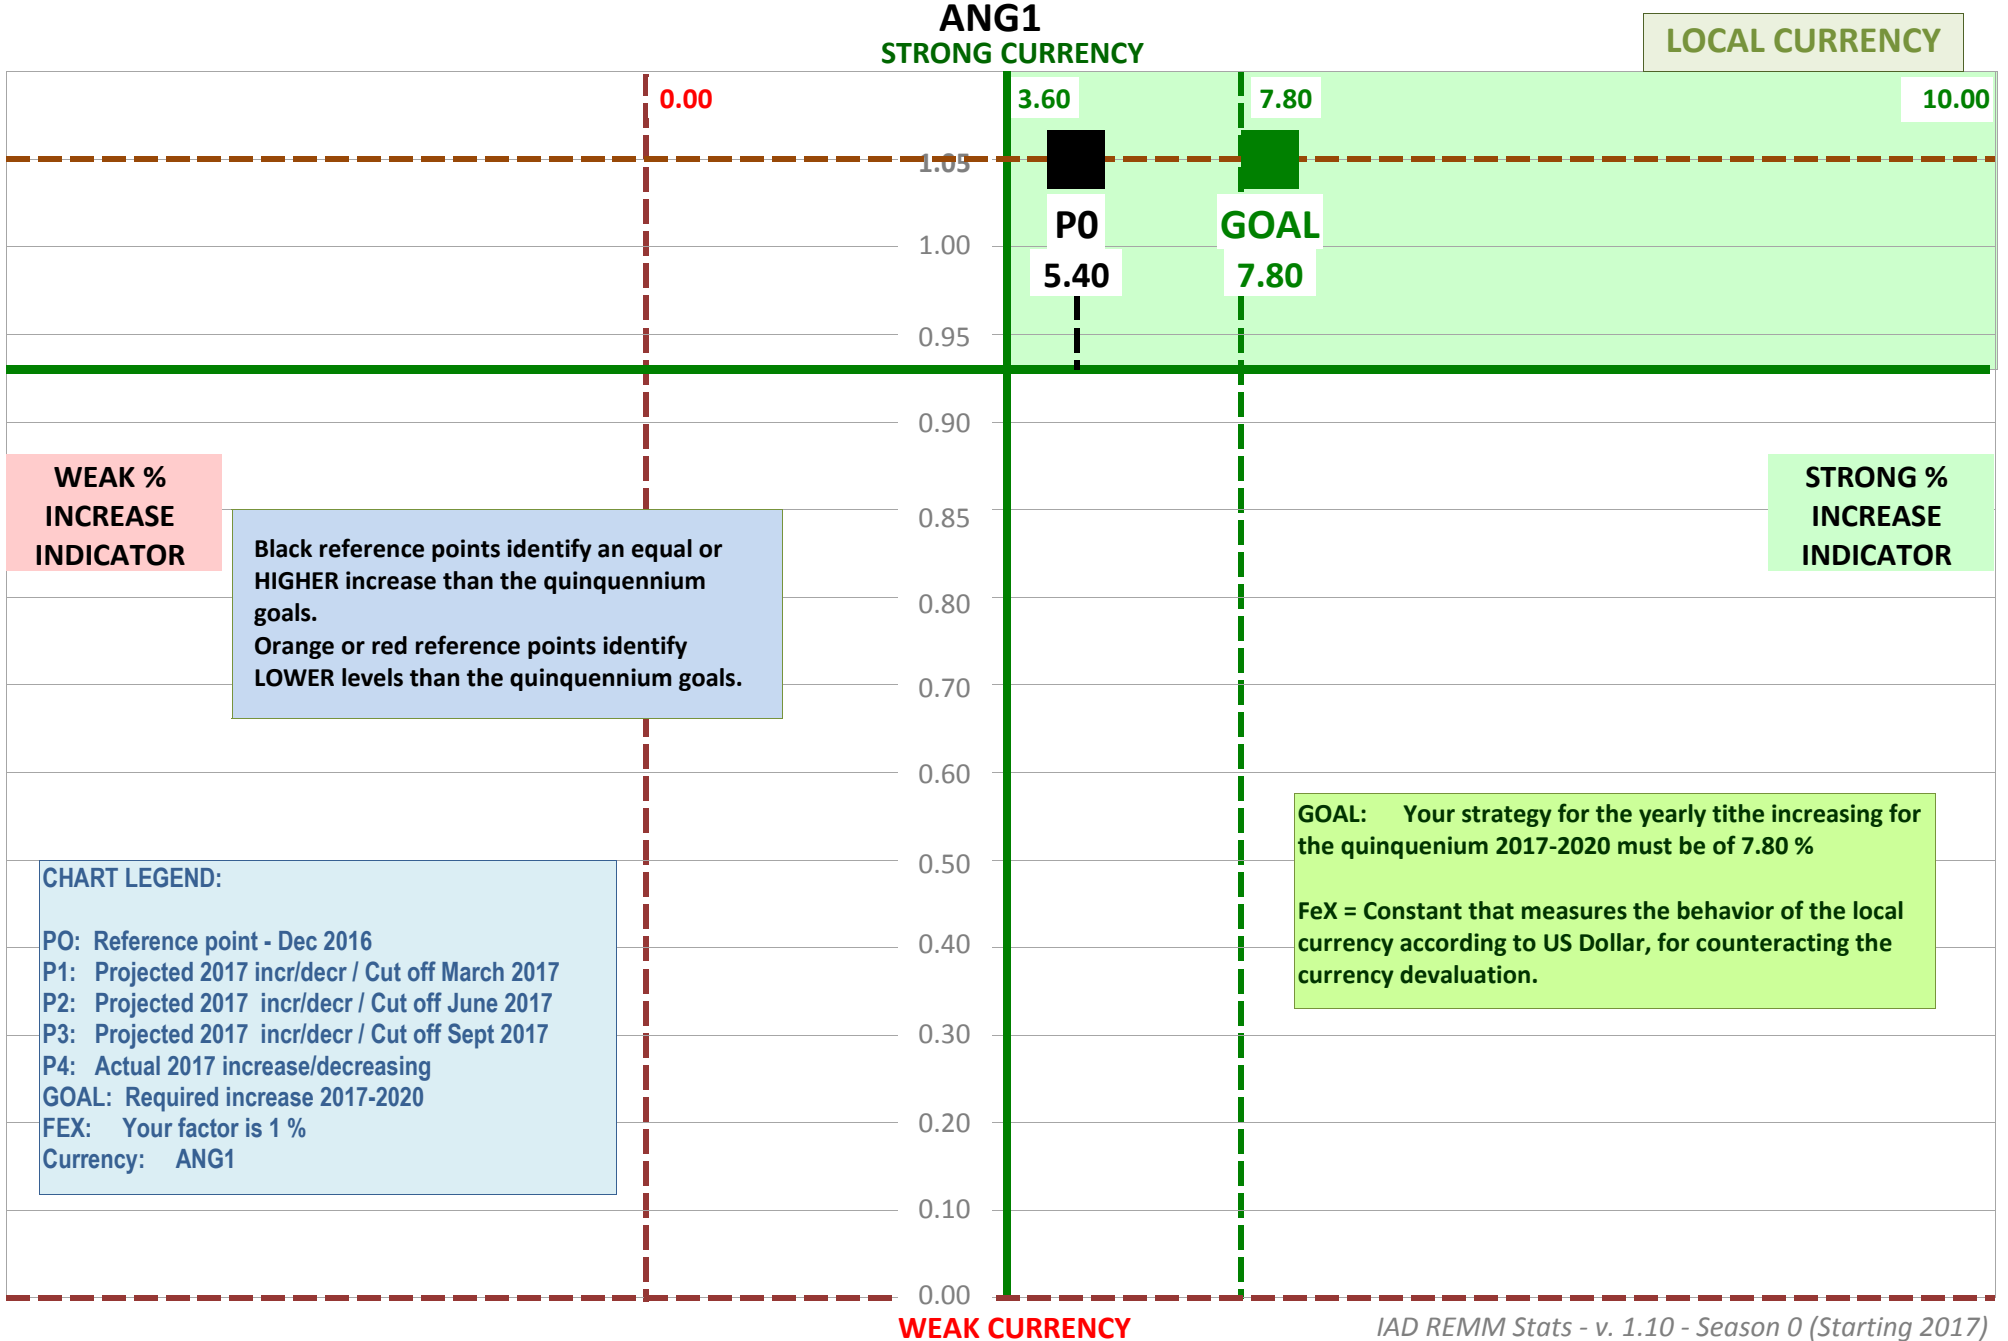 ANG1
STRONG CURRENCY
LOCAL CURRENCY
0.00
3.60
7.80
10.00
1.05
P0
GOAL
1.00
5.40
7.80
0.95
0.90
WEAK %
INCREASE
INDICATOR
STRONG %
INCREASE
INDICATOR
0.85
Black reference points identify an equal or
HIGHER increase than the quinquennium
goals.
Orange or red reference points identify
LOWER levels than the quinquennium goals.
0.80
0.70
0.60
GOAL: Your strategy for the yearly tithe increasing for
the quinquenium 2017-2020 must be of 7.80 %
FeX = Constant that measures the behavior of the local
currency according to US Dollar, for counteracting the
currency devaluation.
0.50
CHART LEGEND:
PO: Reference point - Dec 2016
P1: Projected 2017 incr/decr / Cut off March 2017
P2: Projected 2017 incr/decr / Cut off June 2017
P3: Projected 2017 incr/decr / Cut off Sept 2017
P4: Actual 2017 increase/decreasing
GOAL: Required increase 2017-2020
FEX: Your factor is 1 %
Currency: ANG1
0.40
0.30
0.20
0.10
0.00
WEAK CURRENCY
IAD REMM Stats - v. 1.10 - Season 0 (Starting 2017)